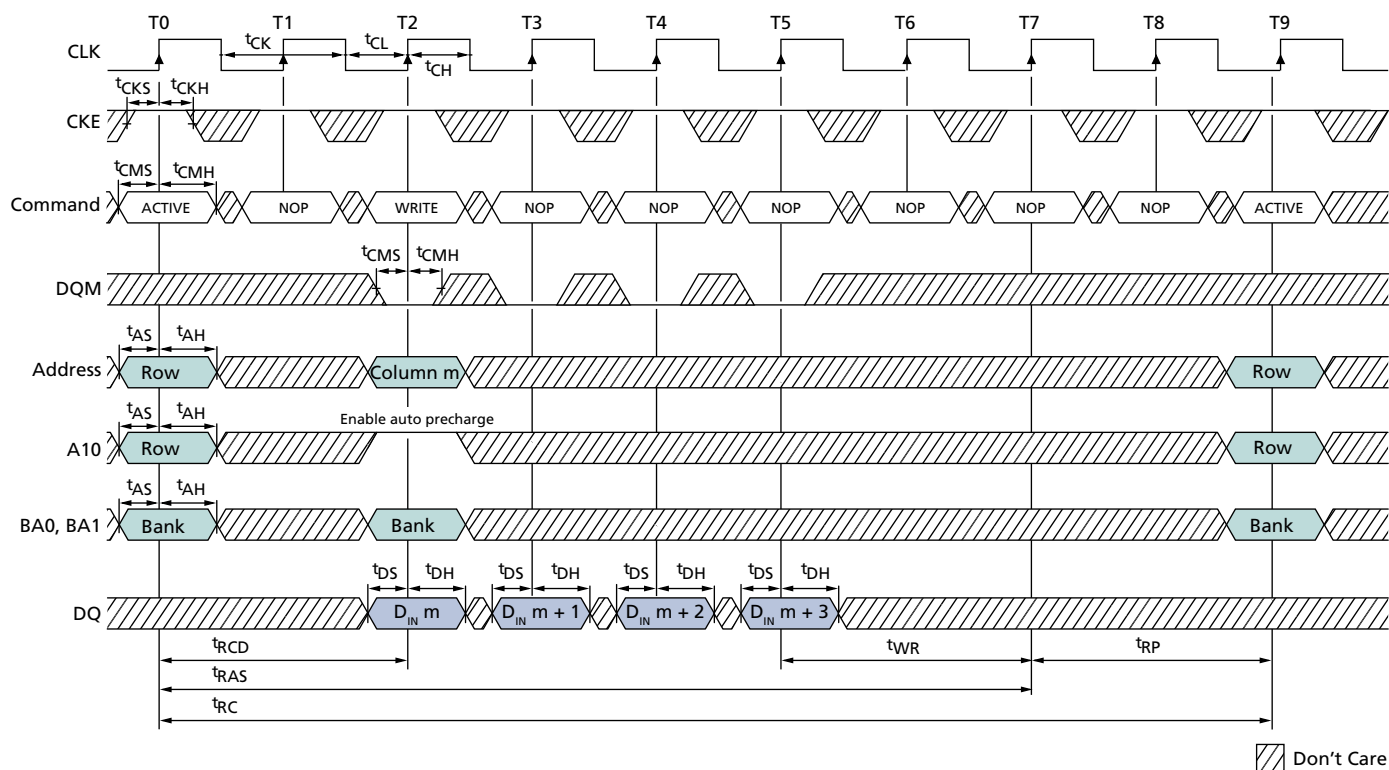 T0 T1 T2 T3 T4 T5 T6 T7 T8 T9
CLK tCK tCL
tCH
tCKS tCKH
CKE
tCMS tCMH
Command ACTIVE NOP WRITE NOP NOP NOP NOP NOP NOP ACTIVE
tCMS tCMH
DQM
tAS tAH
Address Row Column m Row
tAS tAH Enable auto precharge
A10 Row Row
tAS tAH
BA0, BA1 Bank Bank Bank
tDS tDH tDS tDH tDS tDH tDS tDH
DQ DIN m DIN m + 1 DIN m + 2 DIN m + 3
tRCD tWR tRP
tRAS
tRC
Don't Care